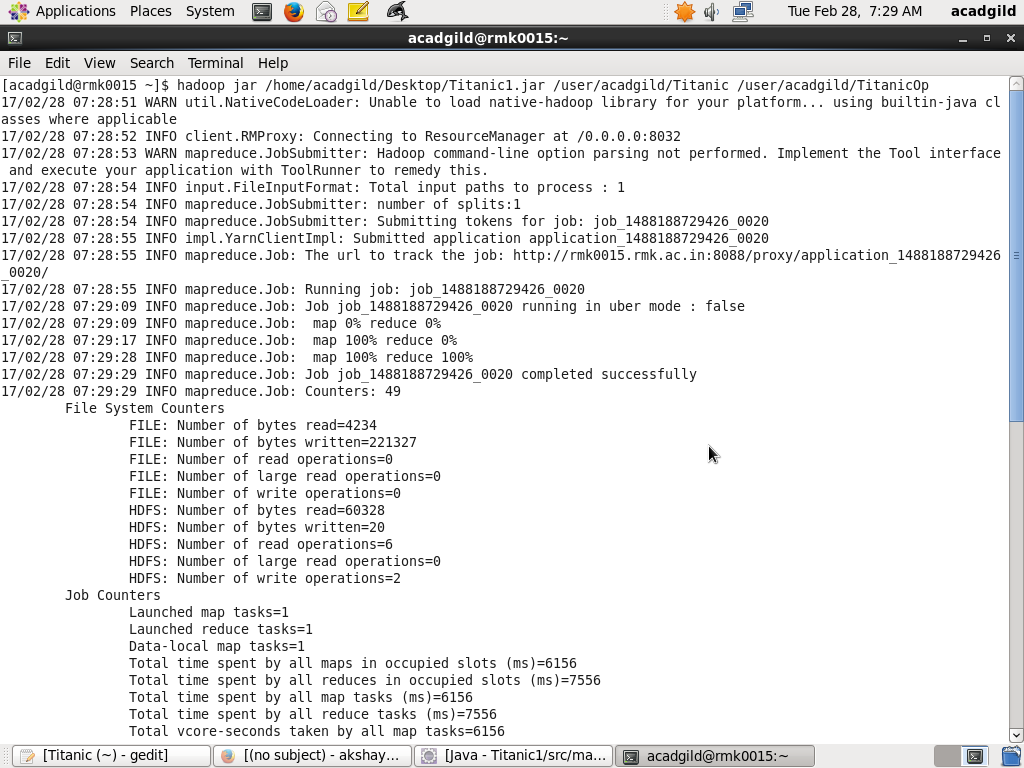 Applications Places System Tue Feb 28, 7:29 AM acadgild
acadgild@rmk0015:~
File Edit View Search Terminal Help
[acadgild@rmk0015 ~]$ hadoop jar /home/acadgild/Desktop/Titanic1.jar /user/acadgild/Titanic /user/acadgild/TitanicOp
17/02/28 07:28:51 WARN util.NativeCodeLoader: Unable to load native-hadoop library for your platform... using builtin-java cl
asses where applicable
17/02/28 07:28:52 INFO client.RMProxy: Connecting to ResourceManager at /0.0.0.0:8032
17/02/28 07:28:53 WARN mapreduce.JobSubmitter: Hadoop command-line option parsing not performed. Implement the Tool interface
 and execute your application with ToolRunner to remedy this.
17/02/28 07:28:54 INFO input.FileInputFormat: Total input paths to process : 1
17/02/28 07:28:54 INFO mapreduce.JobSubmitter: number of splits:1
17/02/28 07:28:54 INFO mapreduce.JobSubmitter: Submitting tokens for job: job_1488188729426_0020
17/02/28 07:28:55 INFO impl.YarnClientImpl: Submitted application application_1488188729426_0020
17/02/28 07:28:55 INFO mapreduce.Job: The url to track the job: http://rmk0015.rmk.ac.in:8088/proxy/application_1488188729426
_0020/
17/02/28 07:28:55 INFO mapreduce.Job: Running job: job_1488188729426_0020
17/02/28 07:29:09 INFO mapreduce.Job: Job job_1488188729426_0020 running in uber mode : false
17/02/28 07:29:09 INFO mapreduce.Job:  map 0% reduce 0%
17/02/28 07:29:17 INFO mapreduce.Job:  map 100% reduce 0%
17/02/28 07:29:28 INFO mapreduce.Job:  map 100% reduce 100%
17/02/28 07:29:29 INFO mapreduce.Job: Job job_1488188729426_0020 completed successfully
17/02/28 07:29:29 INFO mapreduce.Job: Counters: 49
File System Counters
FILE: Number of bytes read=4234
FILE: Number of bytes written=221327
FILE: Number of read operations=0
FILE: Number of large read operations=0
FILE: Number of write operations=0
HDFS: Number of bytes read=60328
HDFS: Number of bytes written=20
HDFS: Number of read operations=6
HDFS: Number of large read operations=0
HDFS: Number of write operations=2
Job Counters
Launched map tasks=1
Launched reduce tasks=1
Data-local map tasks=1
Total time spent by all maps in occupied slots (ms)=6156
Total time spent by all reduces in occupied slots (ms)=7556
Total time spent by all map tasks (ms)=6156
Total time spent by all reduce tasks (ms)=7556
Total vcore-seconds taken by all map tasks=6156
[Titanic (~) - gedit] [(no subject) - akshay... [Java - Titanic1/src/ma... acadgild@rmk0015:~